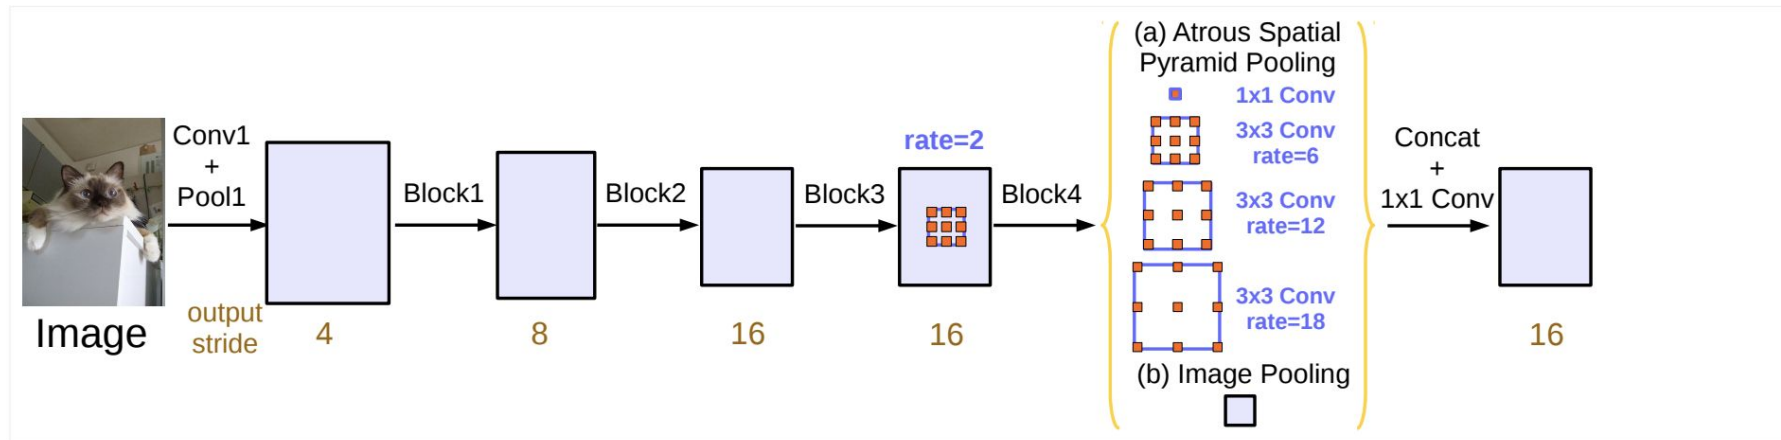 Image
Conv1
+
Pool1
output
stride
4
Block1
8
Block2
16
Block3
rate=2
16
Block4
(a) Atrous Spatial
Pyramid Pooling
1x1 Conv
3x3 Conv
rate=6
3x3 Conv
rate=12
3x3 Conv
rate=18
(b) Image Pooling
Concat
+
1x1 Conv
16